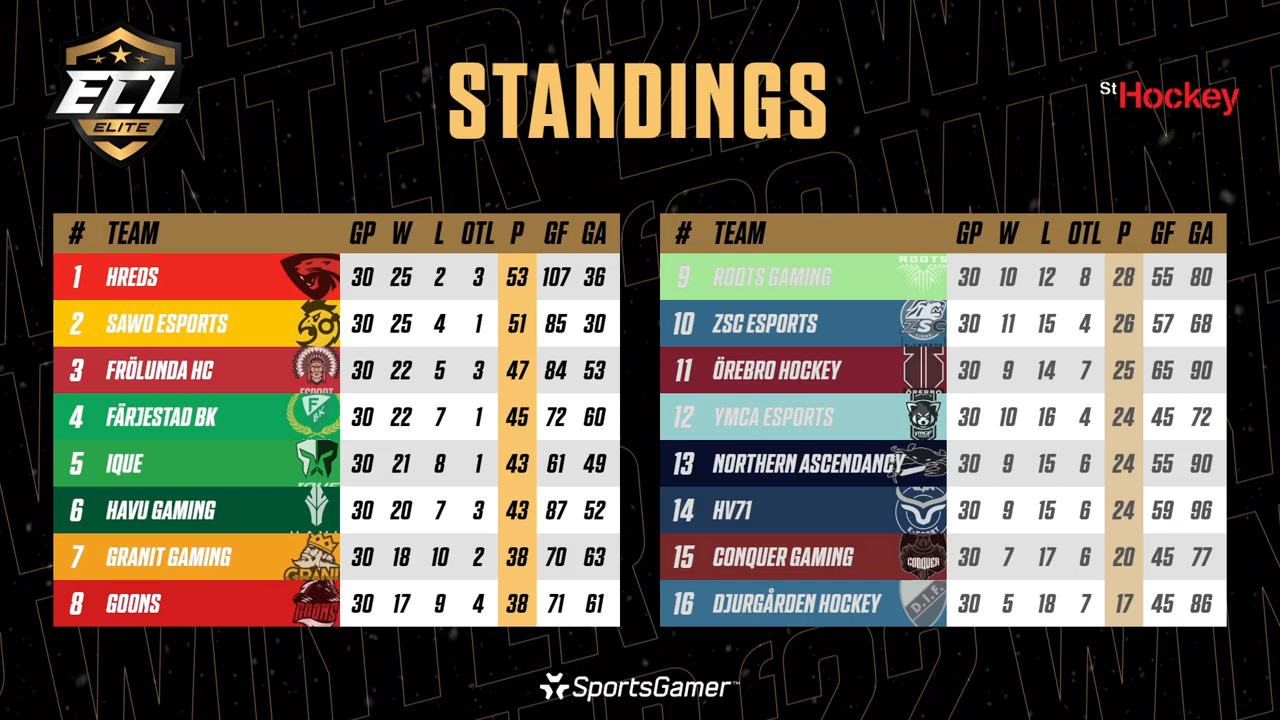 ECL
ELITE
STANDINGS
St Hockey
# TEAM GP W L OTL P GF GA
1 HREDS 30 25 2 3 53 107 36
2 SAWO ESPORTS 30 25 4 1 51 85 30
3 FRÖLUNDA HC 30 22 5 3 47 84 53
4 FÄRJESTAD BK 30 22 7 1 45 72 60
5 IQUE 30 21 8 1 43 61 49
6 HAVU GAMING 30 20 7 3 43 87 52
7 GRANIT GAMING 30 18 10 2 38 70 63
8 GOONS 30 17 9 4 38 71 61
# TEAM GP W L OTL P GF GA
9 ROOTS GAMING 30 10 12 8 28 55 80
10 ZSC ESPORTS 30 11 15 4 26 57 68
11 ÖREBRO HOCKEY 30 9 14 7 25 65 90
12 YMCA ESPORTS 30 10 16 4 24 45 72
13 NORTHERN ASCENDANCY 30 9 15 6 24 55 90
14 HV71 30 9 15 6 24 59 96
15 CONQUER GAMING 30 7 17 6 20 45 77
16 DJURGÅRDEN HOCKEY 30 5 18 7 17 45 86
SportsGamer™